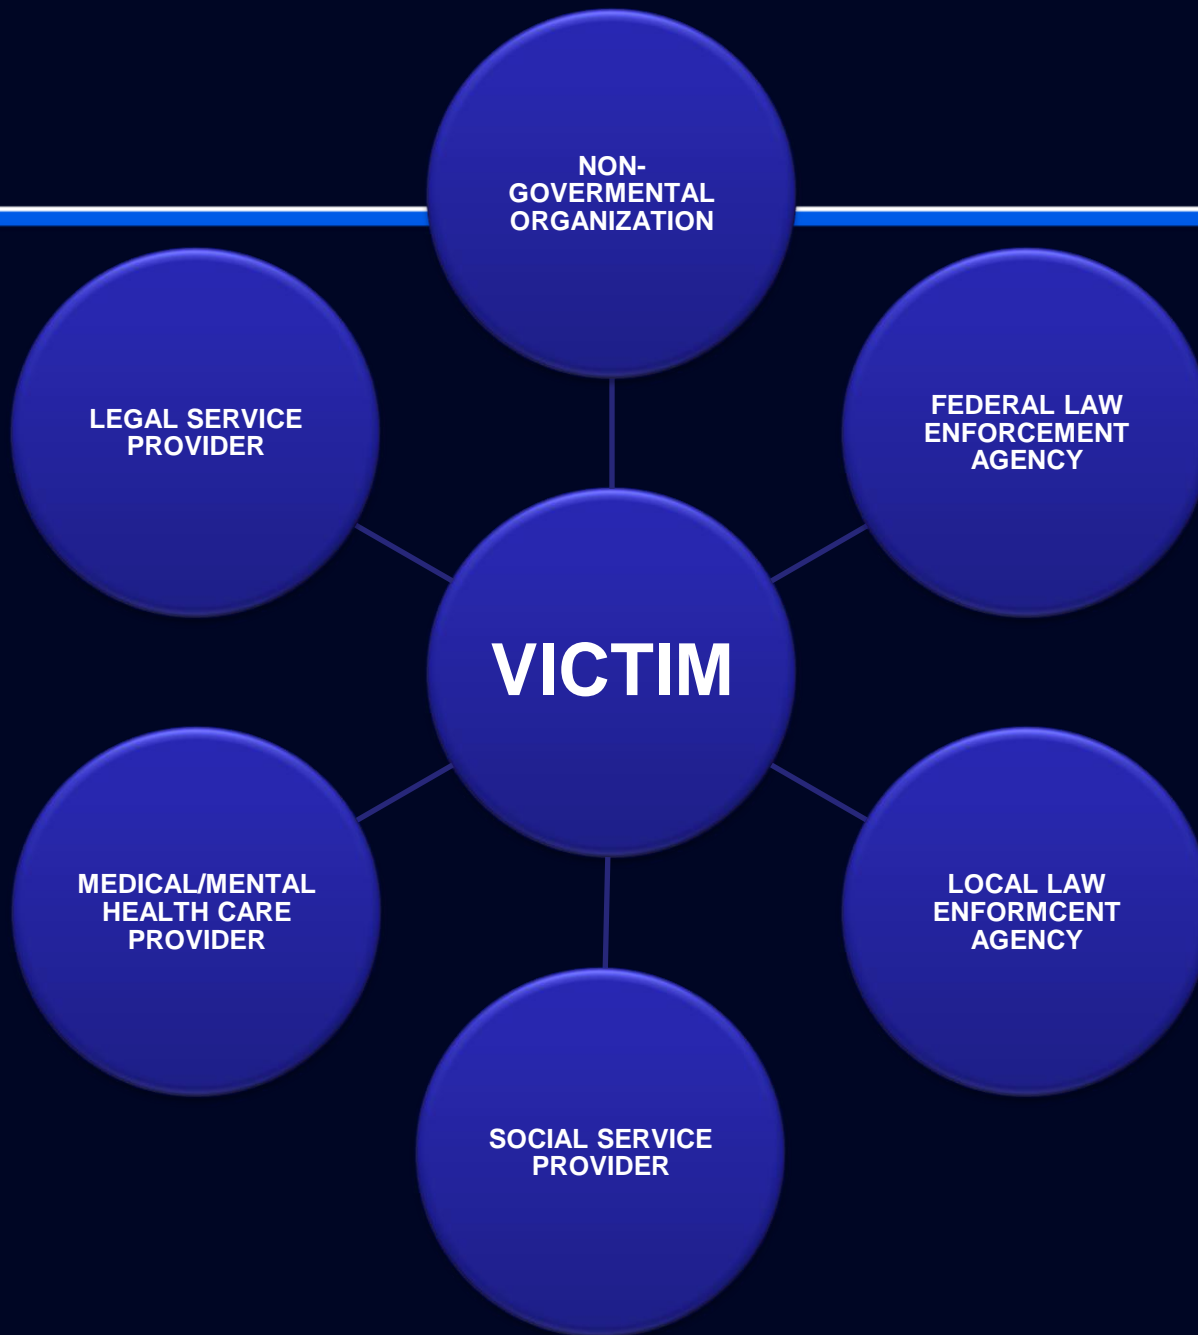 NON-
GOVERMENTAL
ORGANIZATION
LEGAL SERVICE
PROVIDER
FEDERAL LAW
ENFORCEMENT
AGENCY
VICTIM
MEDICAL/MENTAL
HEALTH CARE
PROVIDER
LOCAL LAW
ENFORMCENT
AGENCY
SOCIAL SERVICE
PROVIDER